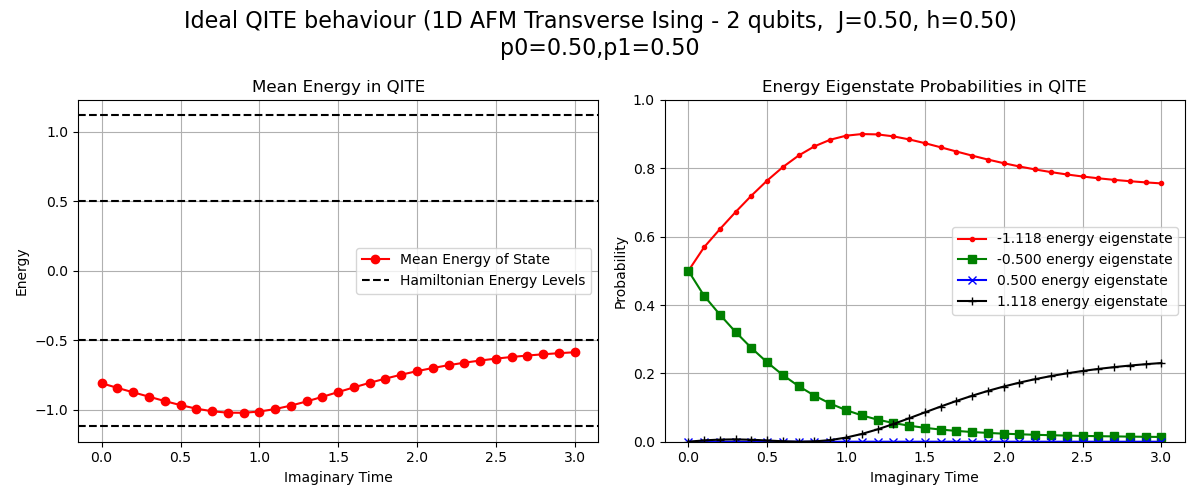 Ideal QITE behaviour (1D AFM Transverse Ising - 2 qubits,  J=0.50, h=0.50)
p0=0.50,p1=0.50
Mean Energy in QITE
Energy
1.0
0.5
0.0
−0.5
−1.0
Mean Energy of State
Hamiltonian Energy Levels
0.0 0.5 1.0 1.5 2.0 2.5 3.0
Imaginary Time
Energy Eigenstate Probabilities in QITE
Probability
1.0
0.8
0.6
0.4
0.2
0.0
-1.118 energy eigenstate
-0.500 energy eigenstate
0.500 energy eigenstate
1.118 energy eigenstate
0.0 0.5 1.0 1.5 2.0 2.5 3.0
Imaginary Time